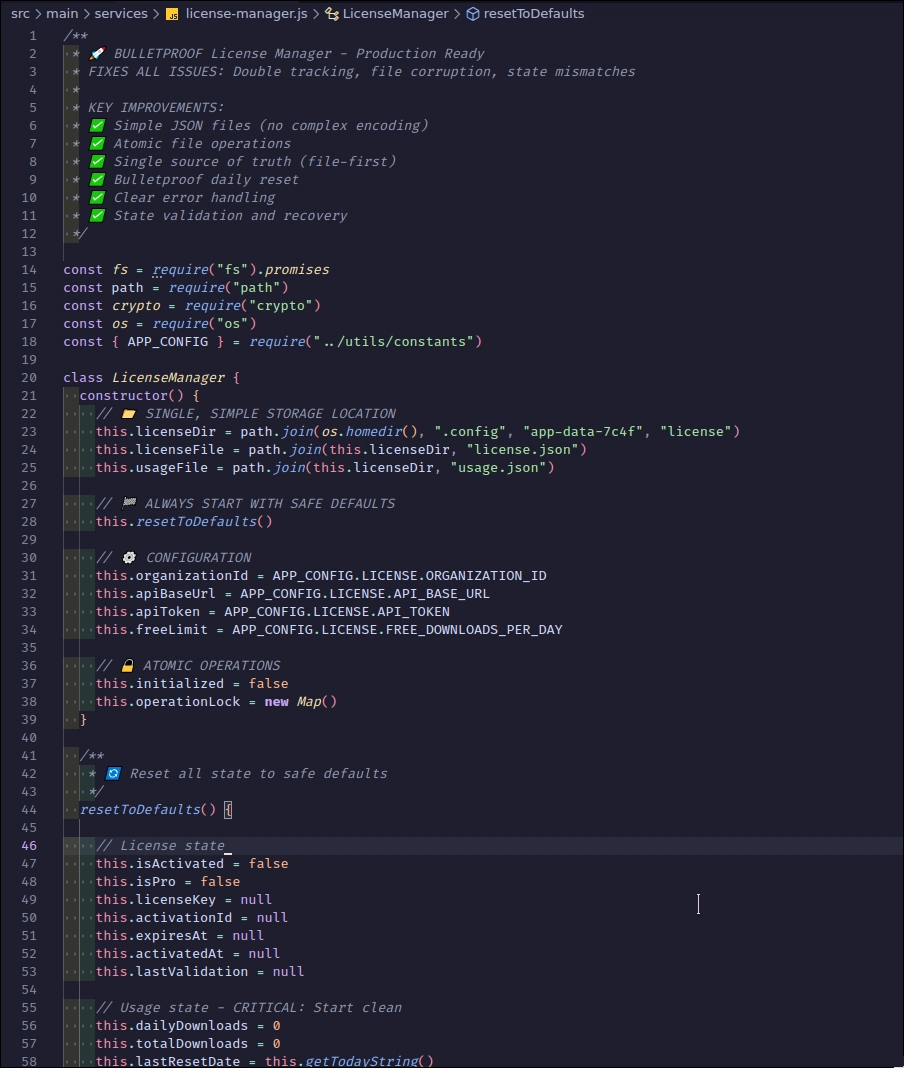 src > main > services > JS license-manager.js > LicenseManager > resetToDefaults
1 /**
2 * 🚀 BULLETPROOF License Manager - Production Ready
3 * FIXES ALL ISSUES: Double tracking, file corruption, state mismatches
4 *
5 * KEY IMPROVEMENTS:
6 * ✅ Simple JSON files (no complex encoding)
7 * ✅ Atomic file operations
8 * ✅ Single source of truth (file-first)
9 * ✅ Bulletproof daily reset
10 * ✅ Clear error handling
11 * ✅ State validation and recovery
12 */
13
14 const fs = require("fs").promises
15 const path = require("path")
16 const crypto = require("crypto")
17 const os = require("os")
18 const { APP_CONFIG } = require("../utils/constants")
19
20 class LicenseManager {
21 constructor() {
22 // 📁 SINGLE, SIMPLE STORAGE LOCATION
23 this.licenseDir = path.join(os.homedir(), ".config", "app-data-7c4f", "license")
24 this.licenseFile = path.join(this.licenseDir, "license.json")
25 this.usageFile = path.join(this.licenseDir, "usage.json")
26
27 // 🏁 ALWAYS START WITH SAFE DEFAULTS
28 this.resetToDefaults()
29
30 // ⚙️ CONFIGURATION
31 this.organizationId = APP_CONFIG.LICENSE.ORGANIZATION_ID
32 this.apiBaseUrl = APP_CONFIG.LICENSE.API_BASE_URL
33 this.apiToken = APP_CONFIG.LICENSE.API_TOKEN
34 this.freeLimit = APP_CONFIG.LICENSE.FREE_DOWNLOADS_PER_DAY
35
36 // 🔒 ATOMIC OPERATIONS
37 this.initialized = false
38 this.operationLock = new Map()
39 }
40
41 /**
42 * 🔄 Reset all state to safe defaults
43 */
44 resetToDefaults() {
45
46 // License state
47 this.isActivated = false
48 this.isPro = false
49 this.licenseKey = null
50 this.activationId = null
51 this.expiresAt = null
52 this.activatedAt = null
53 this.lastValidation = null
54
55 // Usage state - CRITICAL: Start clean
56 this.dailyDownloads = 0
57 this.totalDownloads = 0
58 this.lastResetDate = this.getTodayString()